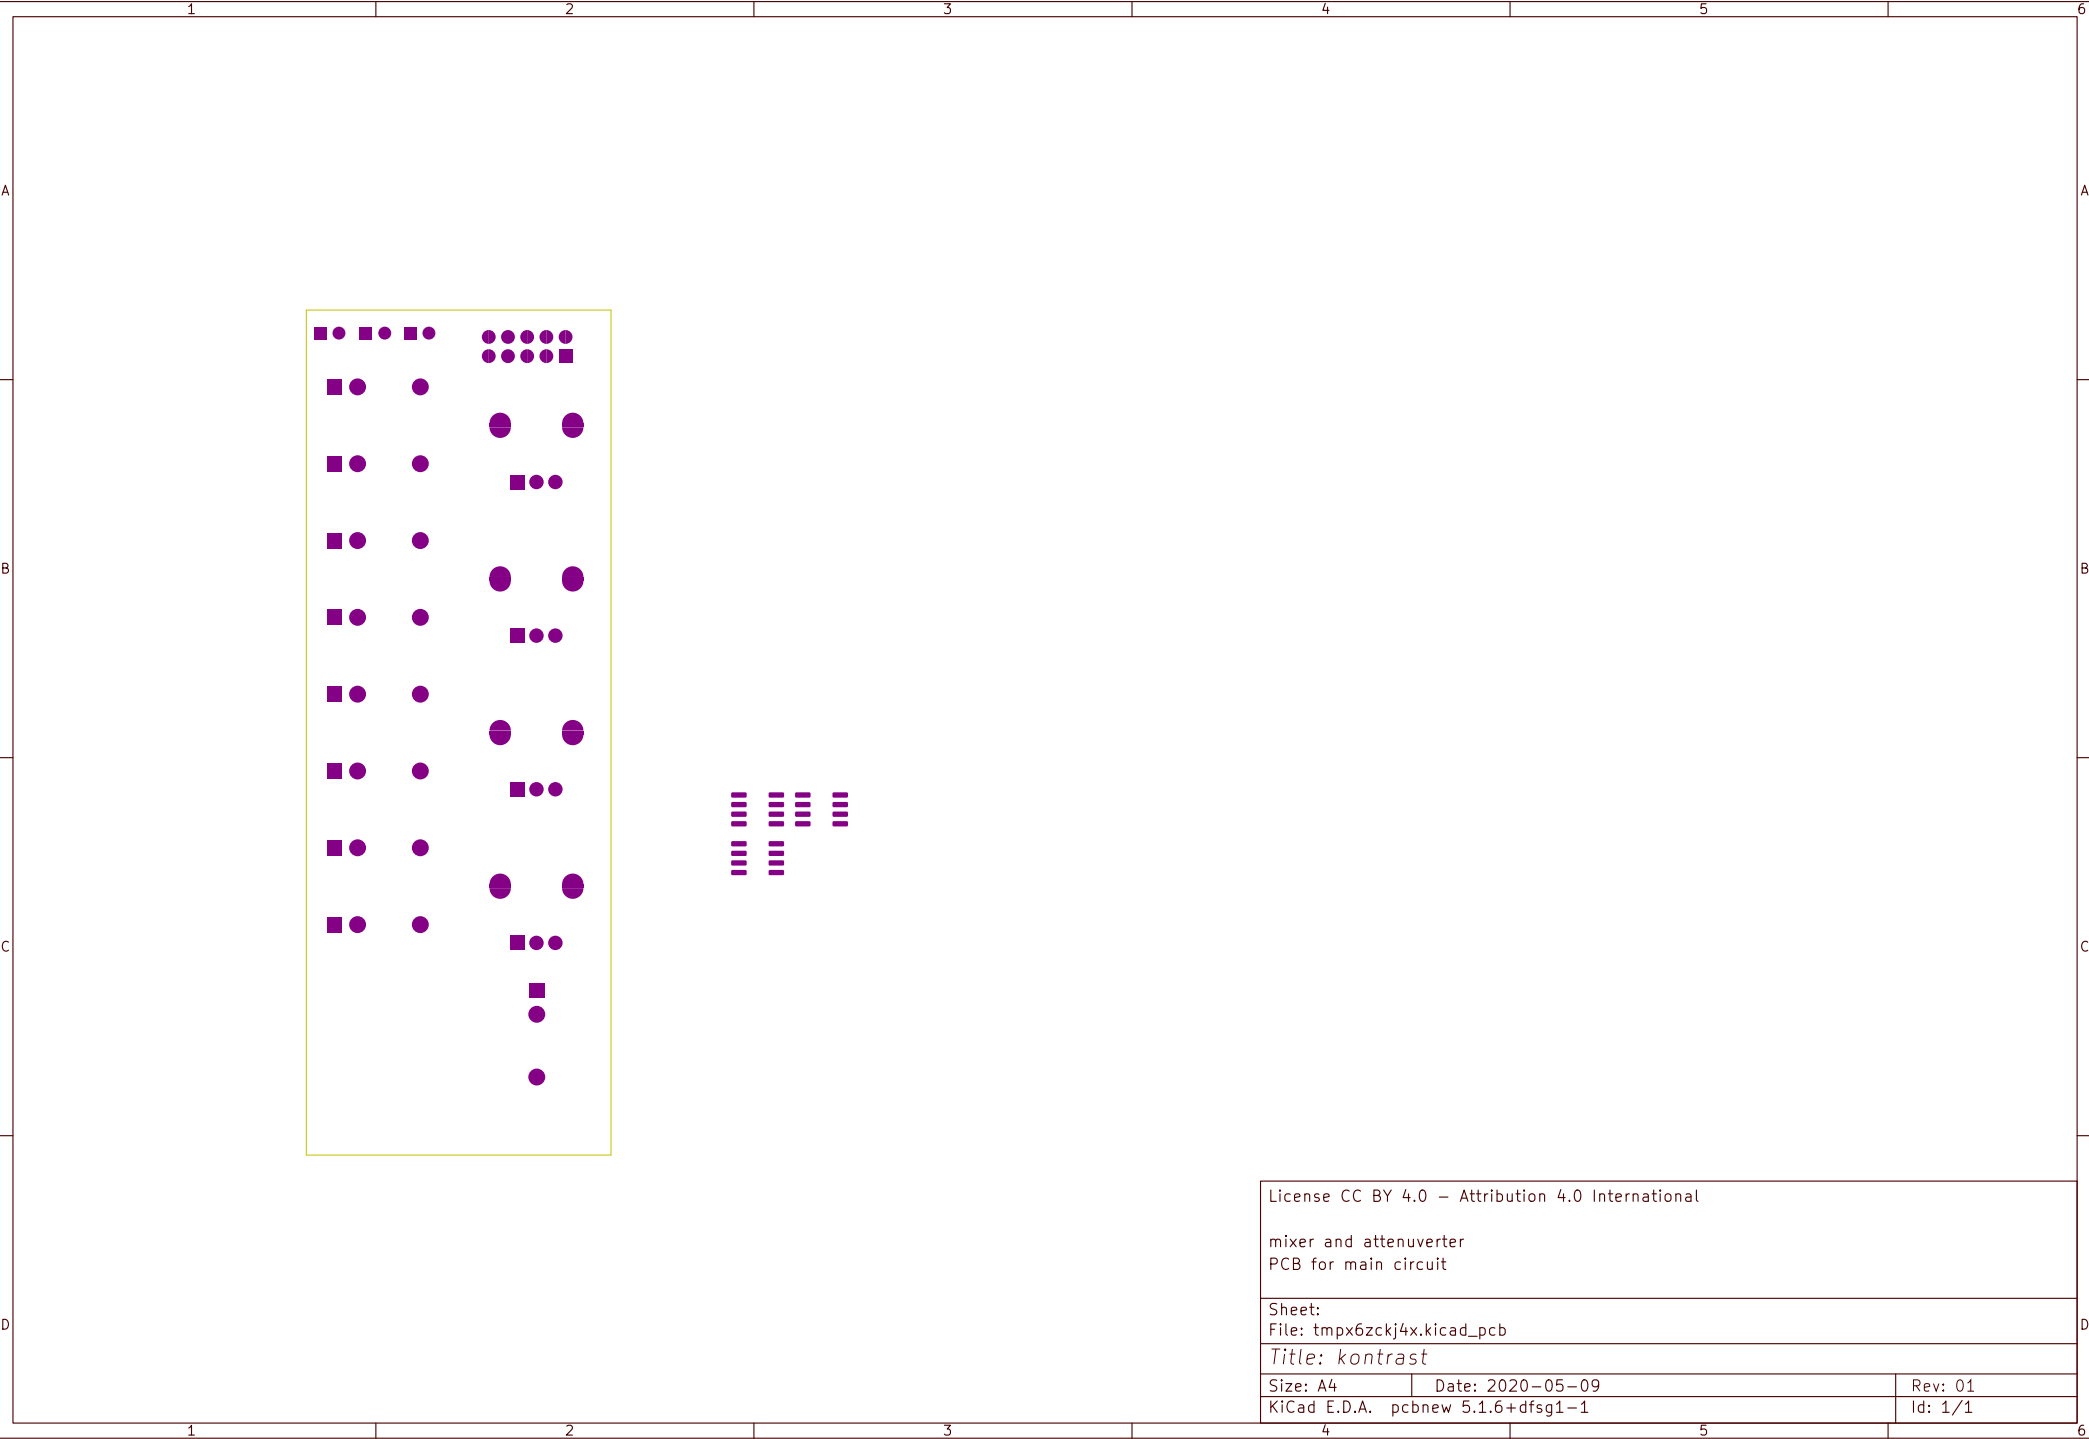 1 2 3 4 5 6
A A
B B
C C
License CC BY 4.0 – Attribution 4.0 International
mixer and attenuverter
PCB for main circuit
Sheet:
File: tmpx6zckj4x.kicad_pcb
D D
Title: kontrast
Size: A4 Date: 2020–05–09 Rev: 01
KiCad E.D.A. pcbnew 5.1.6+dfsg1–1 Id: 1/1
1 2 3 4 5 6